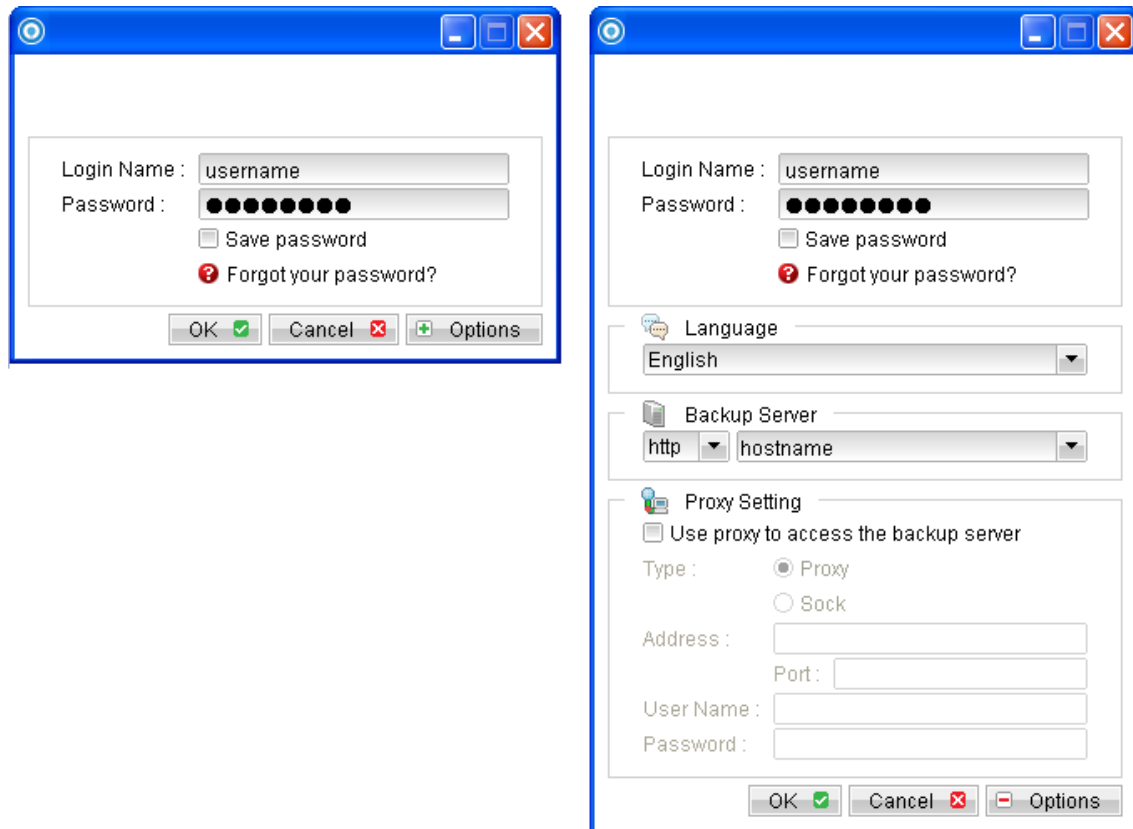 Login Name : username
Password : ●●●●●●●●
Save password
Forgot your password?
OK Cancel Options
Login Name : username
Password : ●●●●●●●●
Save password
Forgot your password?
Language
English
Backup Server
http hostname
Proxy Setting
Use proxy to access the backup server
Type : Proxy
Sock
Address :
Port :
User Name :
Password :
OK Cancel Options